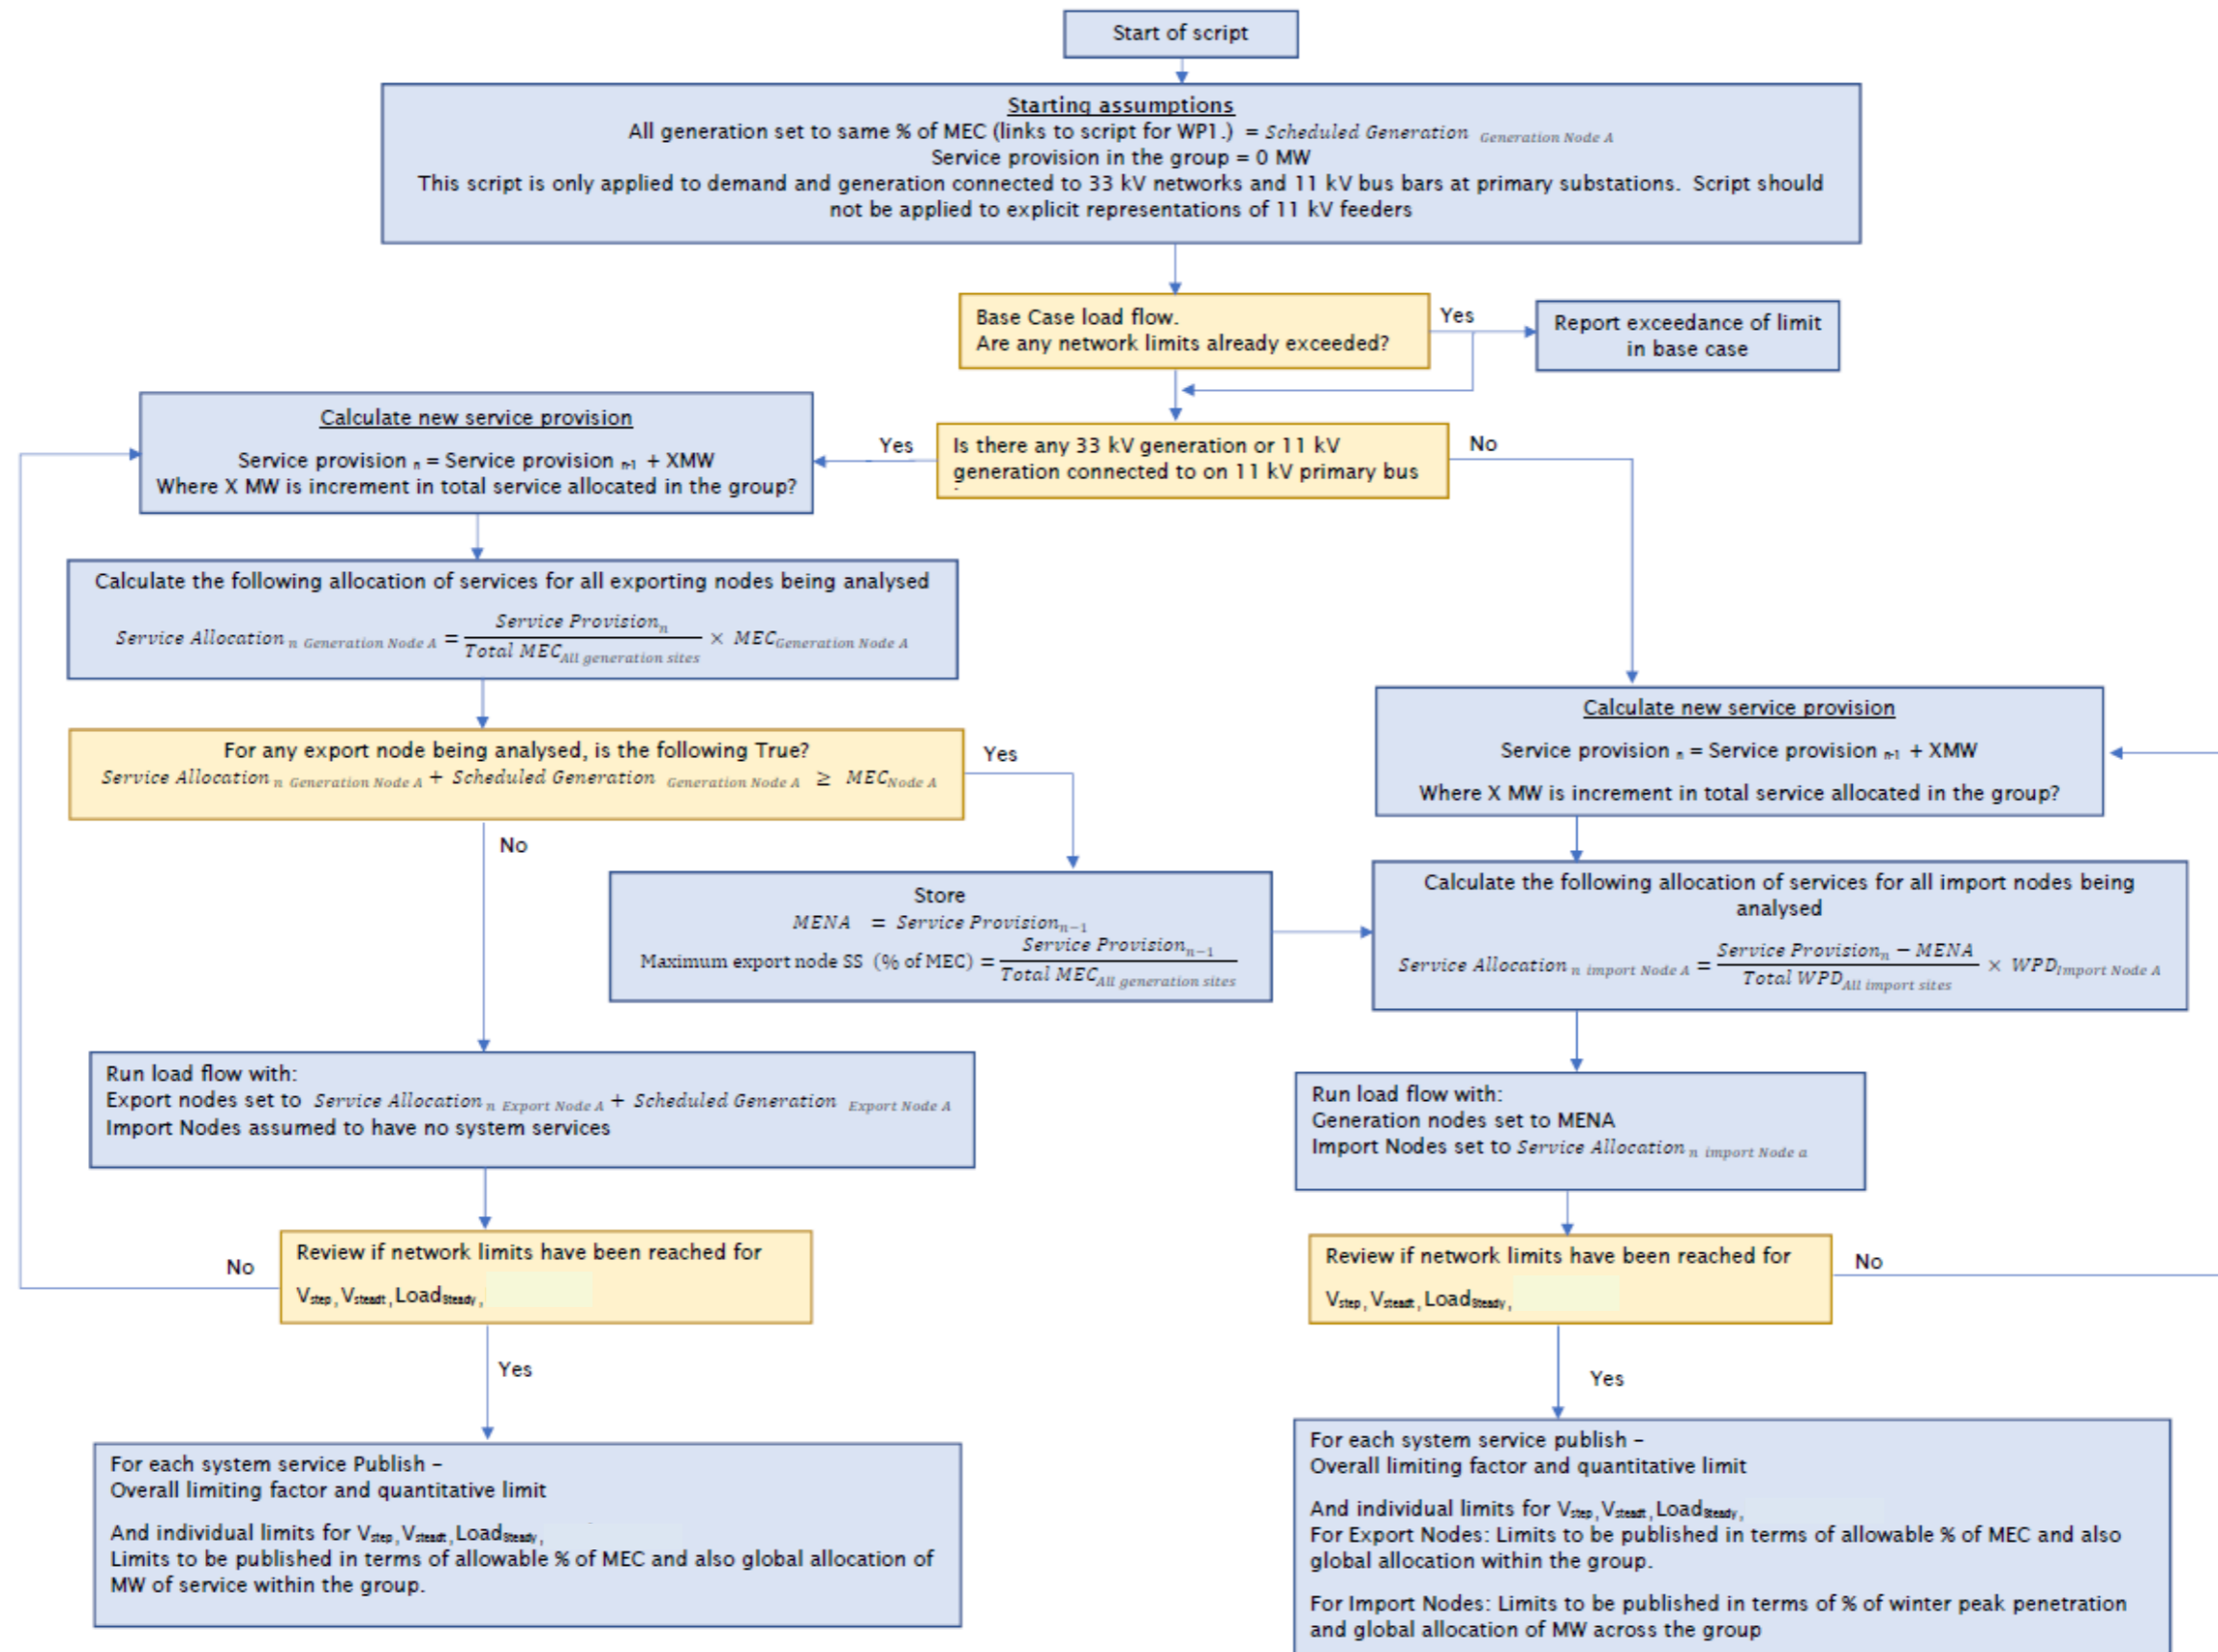 Start of script
Starting assumptions
All generation set to same % of MEC (links to script for WP1.) = Scheduled Generation Generation Node A
Service provision in the group = 0 MW
This script is only applied to demand and generation connected to 33 kV networks and 11 kV bus bars at primary substations. Script should
not be applied to explicit representations of 11 kV feeders
Base Case load flow.
Are any network limits already exceeded?
Yes
Report exceedance of limit
in base case
Is there any 33 kV generation or 11 kV
generation connected to on 11 kV primary bus
Yes
No
Calculate new service provision
Service provision n = Service provision n-1 + XMW
Where X MW is increment in total service allocated in the group?
Calculate the following allocation of services for all exporting nodes being analysed
Service Allocation n Generation Node A = Service Provision n / Total MEC All generation sites × MEC Generation Node A
For any export node being analysed, is the following True?
Service Allocation n Generation Node A + Scheduled Generation Generation Node A ≥ MEC Node A
Yes
No
Store
MENA = Service Provision n−1
Maximum export node SS (% of MEC) = Service Provision n−1 / Total MEC All generation sites
Run load flow with:
Export nodes set to Service Allocation n Export Node A + Scheduled Generation Export Node A
Import Nodes assumed to have no system services
Review if network limits have been reached for
Vstep, Vsteadt, LoadSteady,
No
Yes
For each system service Publish –
Overall limiting factor and quantitative limit
And individual limits for Vstep, Vsteadt, LoadSteady,
Limits to be published in terms of allowable % of MEC and also global allocation of
MW of service within the group.
Calculate new service provision
Service provision n = Service provision n-1 + XMW
Where X MW is increment in total service allocated in the group?
Calculate the following allocation of services for all import nodes being
analysed
Service Allocation n import Node A = Service Provision n − MENA / Total WPD All import sites × WPD Import Node A
Run load flow with:
Generation nodes set to MENA
Import Nodes set to Service Allocation n import Node a
Review if network limits have been reached for
Vstep, Vsteadt, LoadSteady,
No
Yes
For each system service publish –
Overall limiting factor and quantitative limit
And individual limits for Vstep, Vsteadt, LoadSteady,
For Export Nodes: Limits to be published in terms of allowable % of MEC and also
global allocation within the group.
For Import Nodes: Limits to be published in terms of % of winter peak penetration
and global allocation of MW across the group